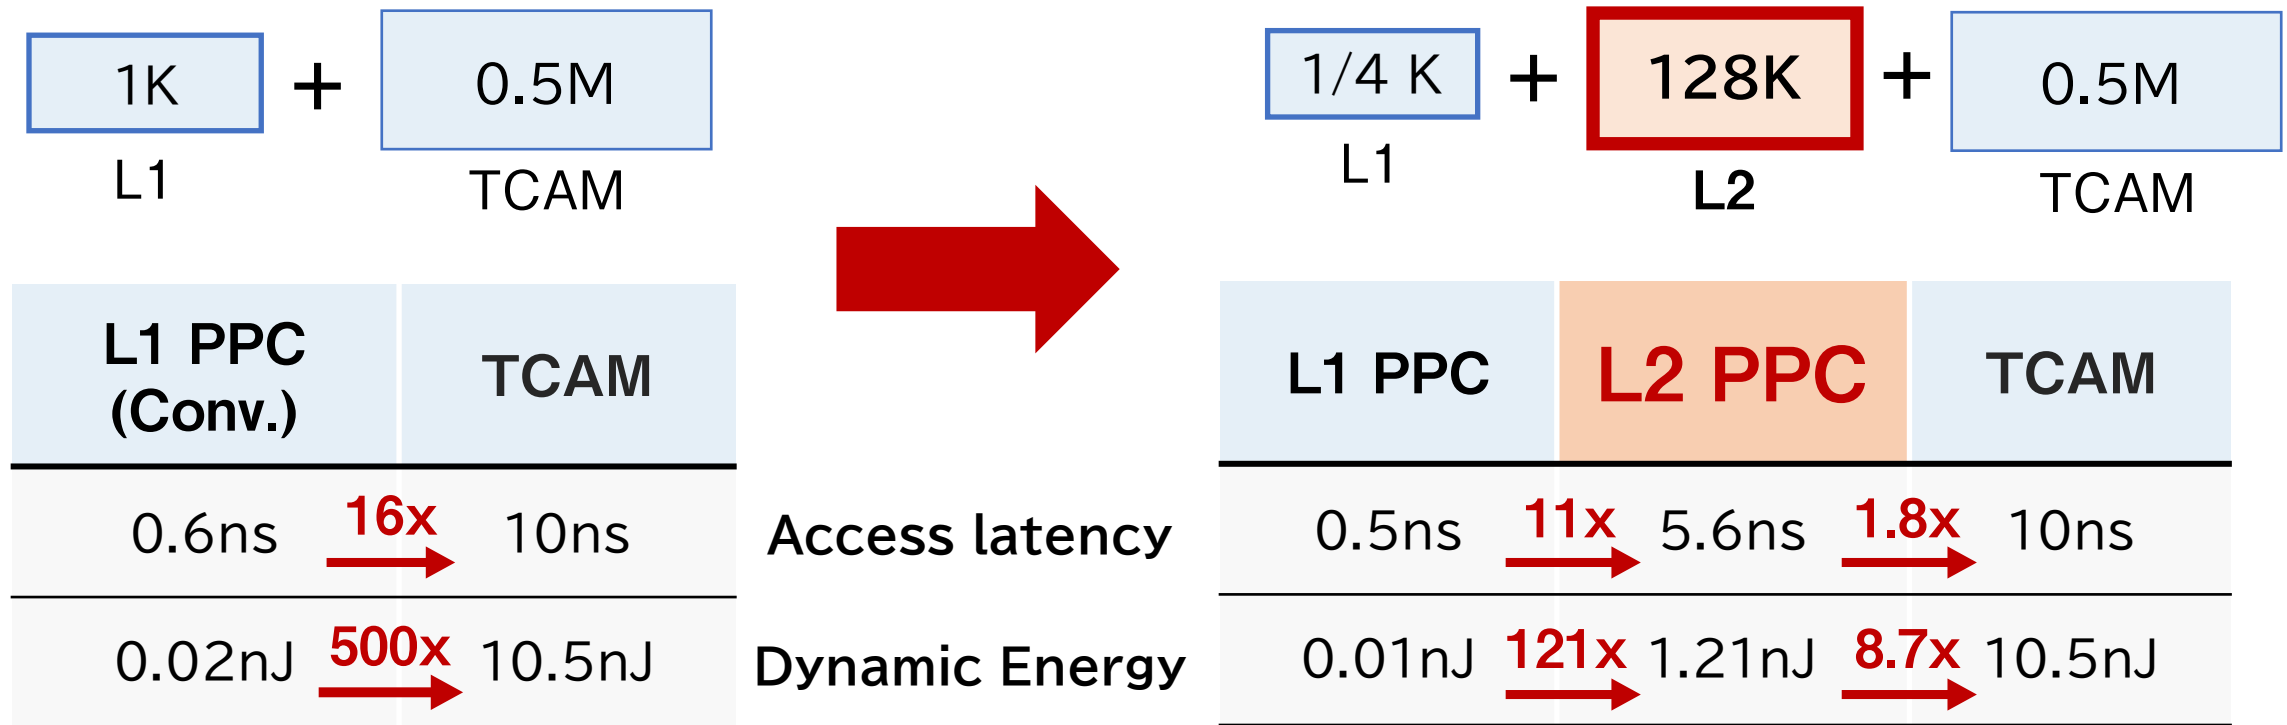 1K + 0.5M
L1 TCAM
1/4 K + 128K + 0.5M
L1 L2 TCAM
L1 PPC
(Conv.)
TCAM
0.6ns 16x 10ns
0.02nJ 500x 10.5nJ
Access latency
Dynamic Energy
L1 PPC L2 PPC TCAM
0.5ns 11x 5.6ns 1.8x 10ns
0.01nJ 121x 1.21nJ 8.7x 10.5nJ